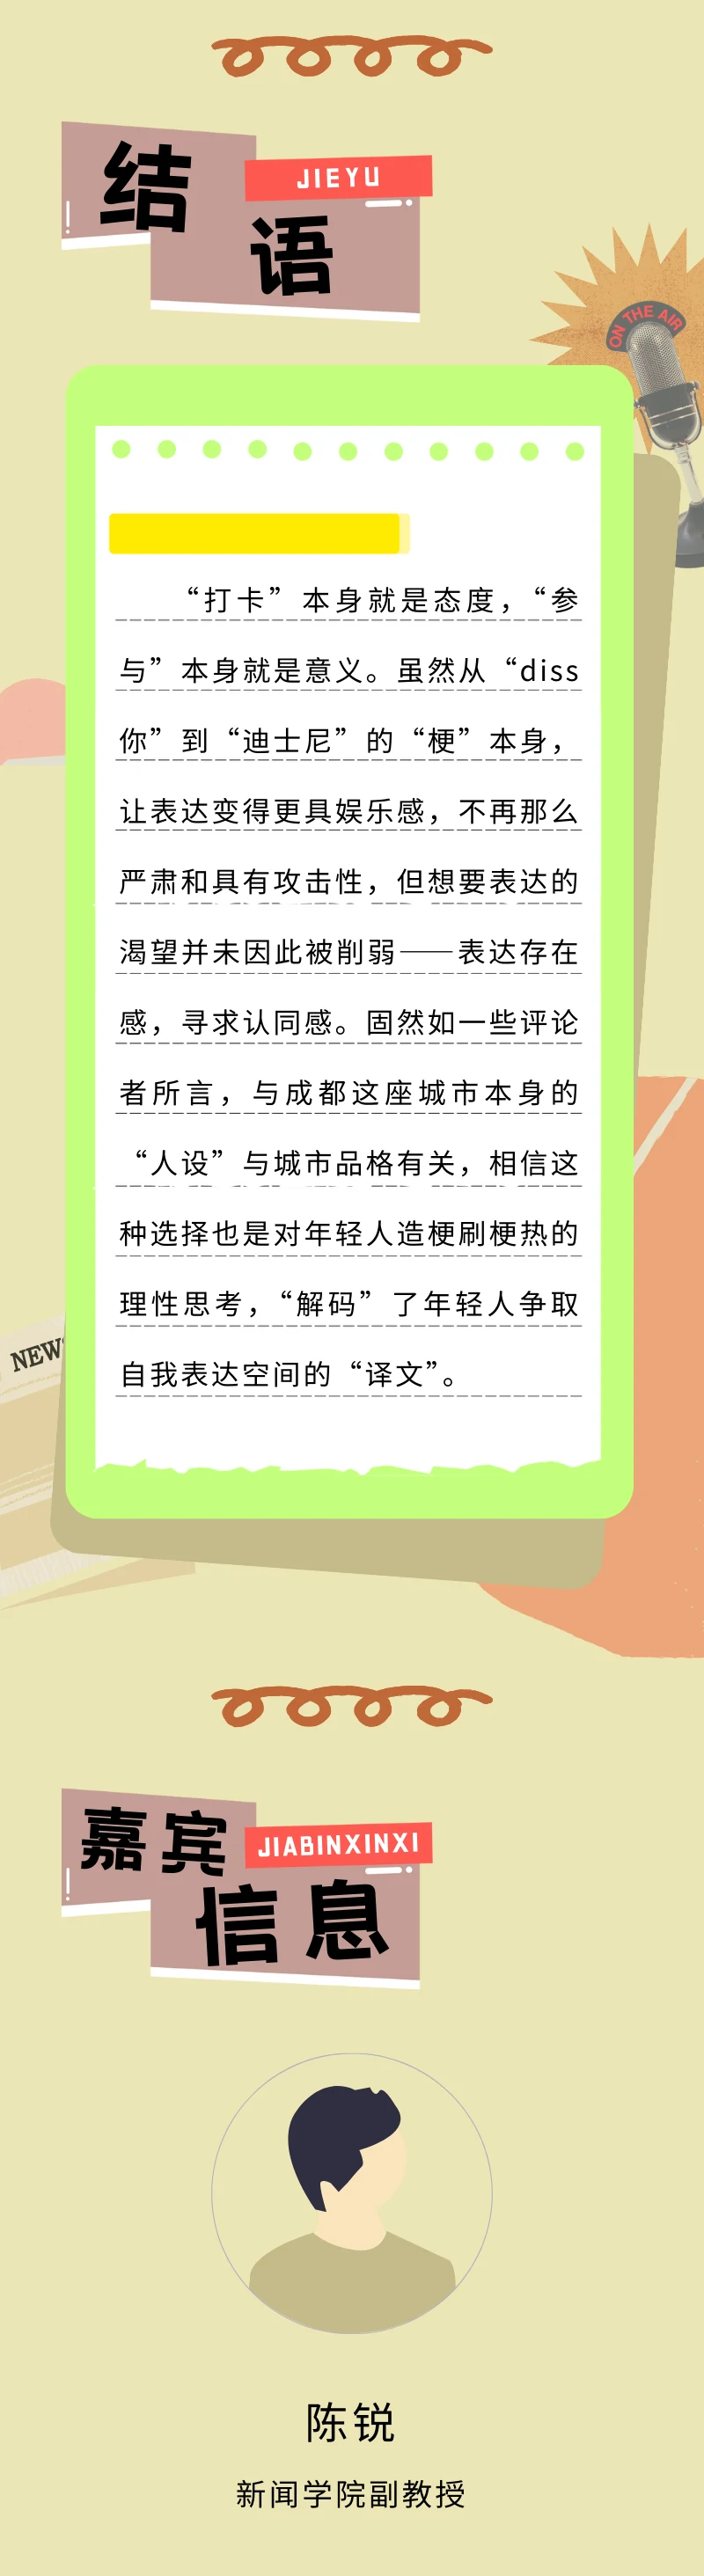 结
JIEYU
语
ON THE AIR
“打卡”本身就是态度，“参
与”本身就是意义。虽然从“diss
你”到“迪士尼”的“梗”本身，
让表达变得更具娱乐感，不再那么
严肃和具有攻击性，但想要表达的
渴望并未因此被削弱——表达存在
感，寻求认同感。固然如一些评论
者所言，与成都这座城市本身的
“人设”与城市品格有关，相信这
种选择也是对年轻人造梗刷梗热的
理性思考，“解码”了年轻人争取
自我表达空间的“译文”。
NEWS
嘉宾
JIABINXINXI
信息
陈锐
新闻学院副教授